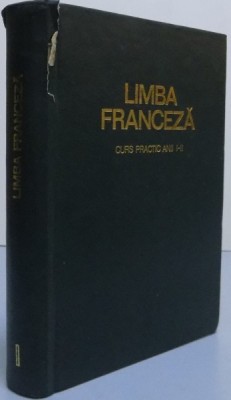 LIMBA
FRANCEZĂ
CURS PRACTIC ANII I-II
LIMBA FRANCEZĂ